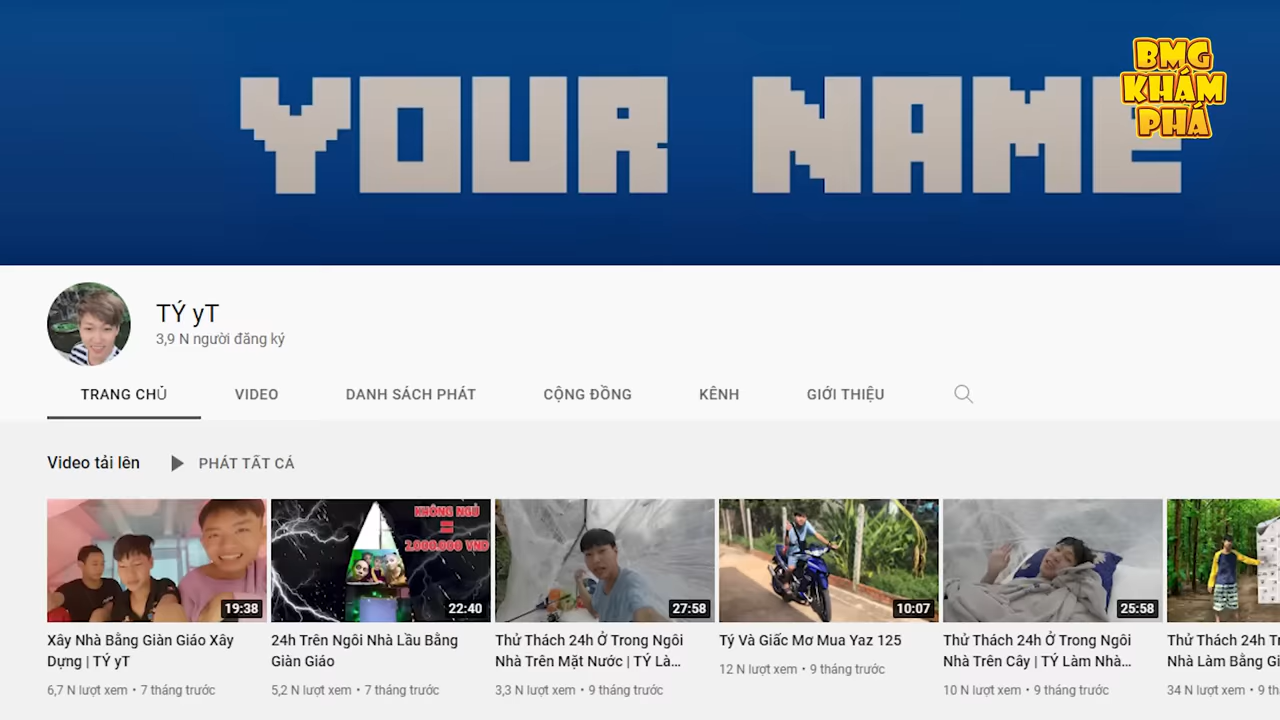 YOUR NAME
BMG
KHÁM
PHÁ
TÝ yT
3,9 N người đăng ký
TRANG CHỦ VIDEO DANH SÁCH PHÁT CỘNG ĐỒNG KÊNH GIỚI THIỆU
Video tải lên PHÁT TẤT CẢ
KHÔNG NGỦ
=
2.000.000 VND
19:38 22:40 27:58 10:07 25:58
Xây Nhà Bằng Giàn Giáo Xây
Dựng | TÝ yT
6,7 N lượt xem • 7 tháng trước
24h Trên Ngôi Nhà Lầu Bằng
Giàn Giáo
5,2 N lượt xem • 7 tháng trước
Thử Thách 24h Ở Trong Ngôi
Nhà Trên Mặt Nước | TÝ Là...
3,3 N lượt xem • 9 tháng trước
Tý Và Giấc Mơ Mua Yaz 125
12 N lượt xem • 9 tháng trước
Thử Thách 24h Ở Trong Ngôi
Nhà Trên Cây | TÝ Làm Nhà...
10 N lượt xem • 9 tháng trước
Thử Thách 24h
Nhà Làm Bằng
34 N lượt xem • 9